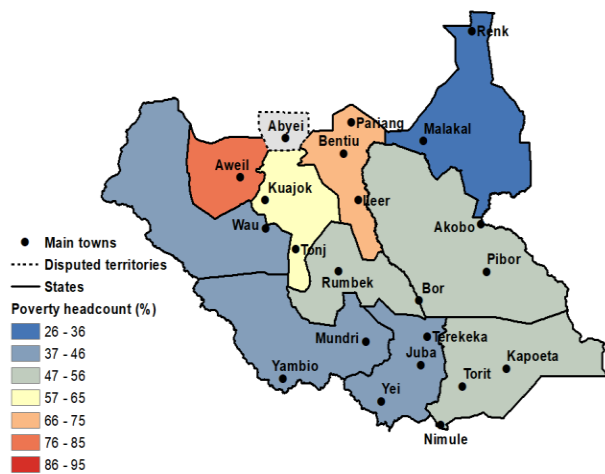 Renk
Abyei
Pariang
Bentiu
Malakal
Aweil
Kuajok
Leer
Wau
Akobo
Tonj
Rumbek
Pibor
Bor
Mundri
Terekeka
Juba
Kapoeta
Yambio
Yei
Torit
Nimule
Main towns
Disputed territories
States
Poverty headcount (%)
26 - 36
37 - 46
47 - 56
57 - 65
66 - 75
76 - 85
86 - 95